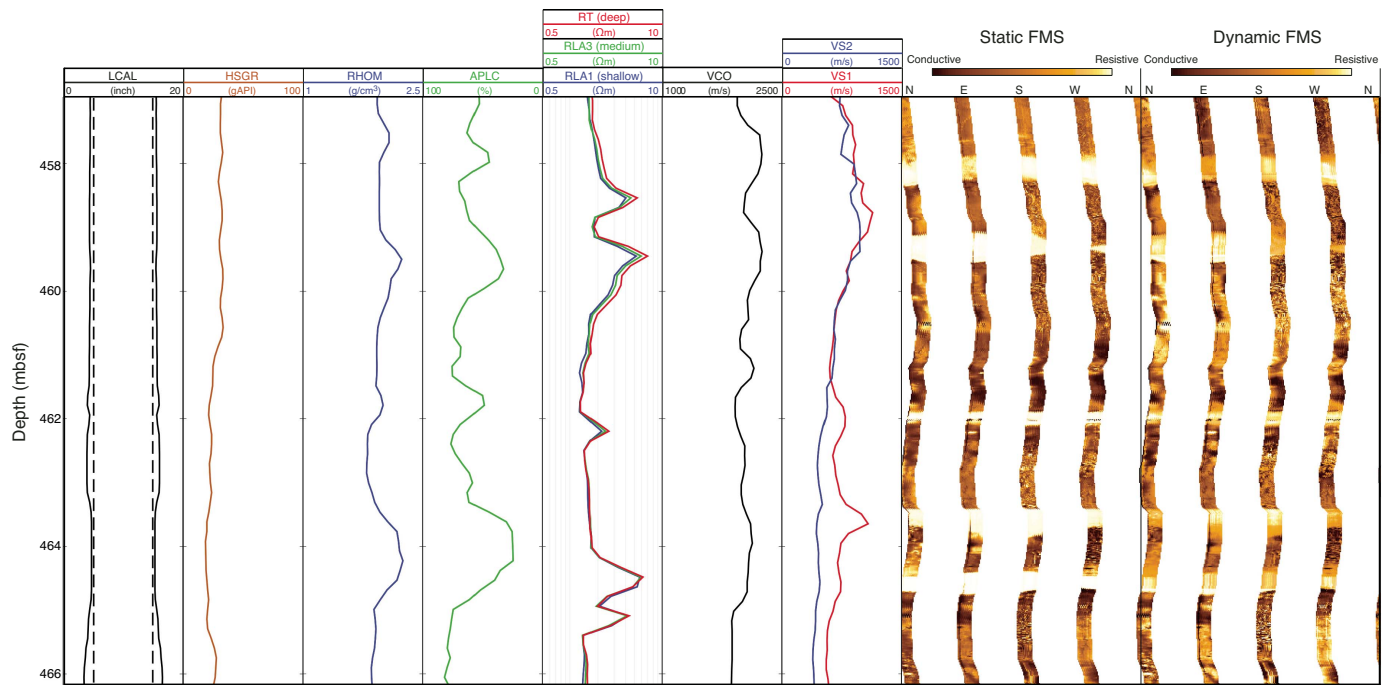 RT (deep)
0.5 (Ωm) 10
RLA3 (medium)
0.5 (Ωm) 10
VS2
0 (m/s) 1500
Static FMS
Dynamic FMS
Conductive Resistive
Conductive Resistive
LCAL HSGR RHOM APLC RLA1 (shallow) VCO VS1
0 (inch) 20 0 (gAPI) 100 1 (g/cm³) 2.5 100 (%) 0 0.5 (Ωm) 10 1000 (m/s) 2500 0 (m/s) 1500 N E S W N N E S W N
458
460
462
464
466
Depth (mbsf)